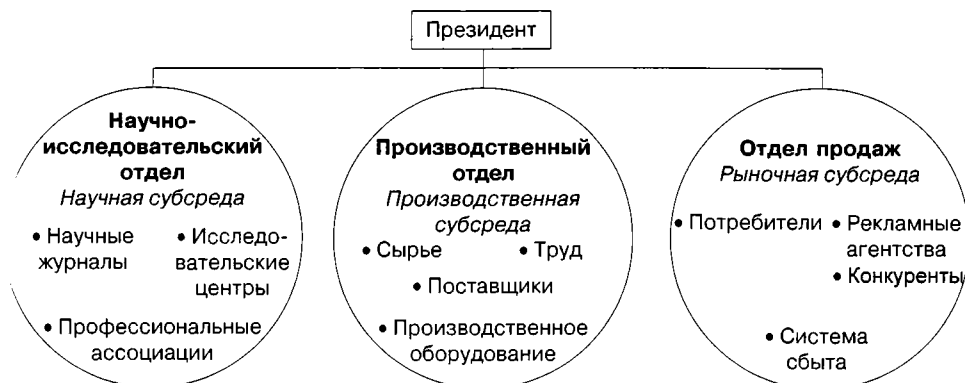 Президент
Научно-
исследовательский
отдел
Научная субсреда
• Научные
журналы
• Исследо-
вательские
центры
• Профессиональные
ассоциации
Производственный
отдел
Производственная
субсреда
• Сырье
• Труд
• Поставщики
• Производственное
оборудование
Отдел продаж
Рыночная субсреда
• Потребители
• Рекламные
агентства
• Конкуренты
• Система
сбыта